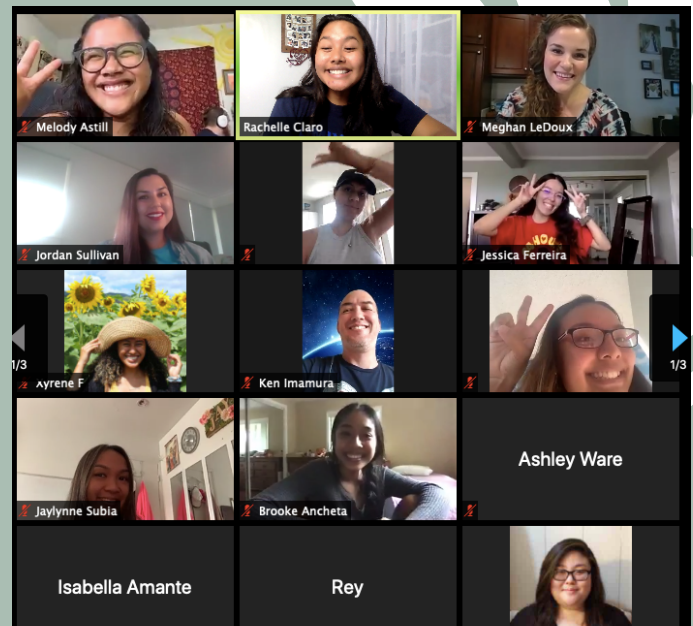 Melody Astill
Rachelle Claro
Meghan LeDoux
Jordan Sullivan
Jessica Ferreira
1/3
Kyrene F
Ken Imamura
1/3
Jaylynne Subia
Brooke Ancheta
Ashley Ware
Isabella Amante
Rey